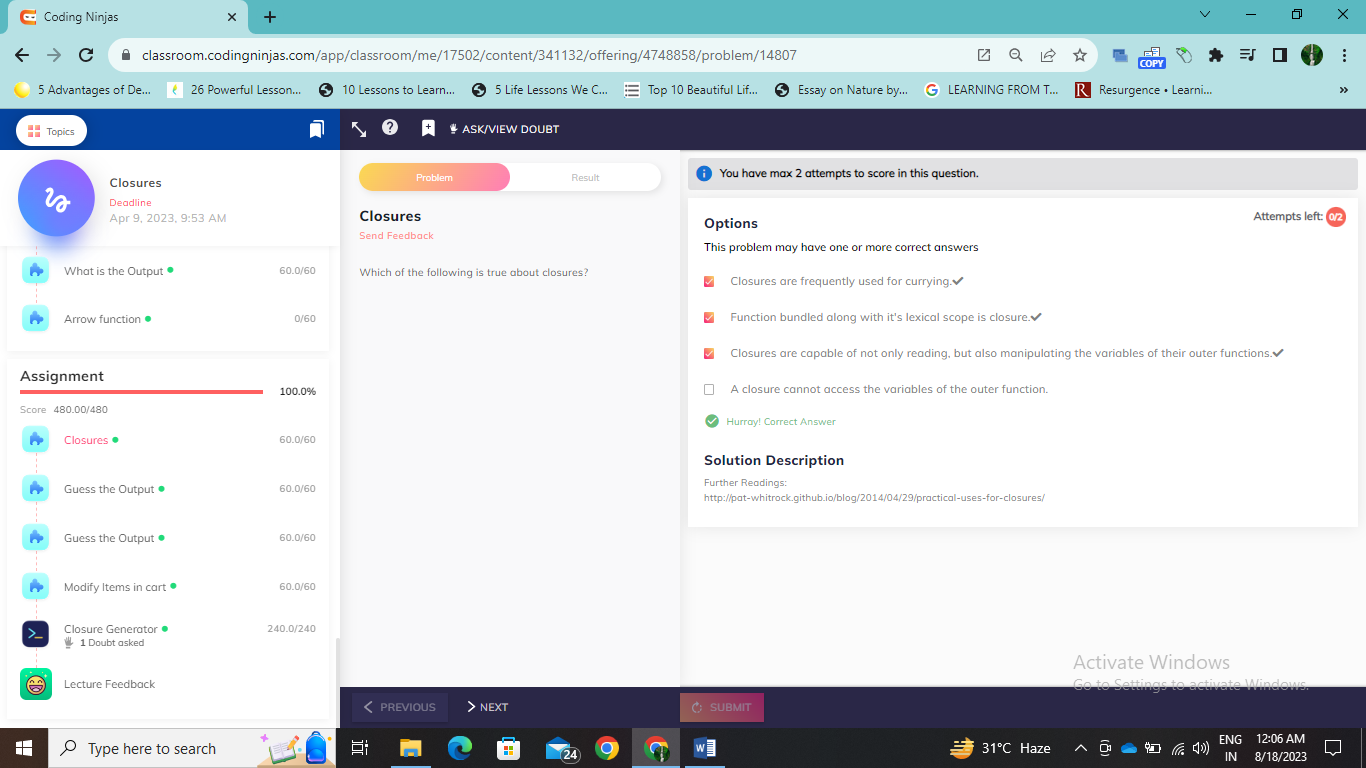 Coding Ninjas
classroom.codingninjas.com/app/classroom/me/17502/content/341132/offering/4748858/problem/14807
COPY
5 Advantages of De...
26 Powerful Lesson...
10 Lessons to Learn...
5 Life Lessons We C...
Top 10 Beautiful Lif...
Essay on Nature by...
LEARNING FROM T...
R
Resurgence • Learni...
Topics
ASK/VIEW DOUBT
Closures
Deadline
Apr 9, 2023, 9:53 AM
What is the Output 60.0/60
Arrow function 0/60
Assignment
100.0%
Score 480.00/480
Closures 60.0/60
Guess the Output 60.0/60
Guess the Output 60.0/60
Modify Items in cart 60.0/60
Closure Generator 240.0/240
1 Doubt asked
Lecture Feedback
Problem
Result
Closures
Send Feedback
Which of the following is true about closures?
PREVIOUS
NEXT
You have max 2 attempts to score in this question.
Options
Attempts left: 0/2
This problem may have one or more correct answers
Closures are frequently used for currying.
Function bundled along with it's lexical scope is closure.
Closures are capable of not only reading, but also manipulating the variables of their outer functions.
A closure cannot access the variables of the outer function.
Hurray! Correct Answer
Solution Description
Further Readings:
http://pat-whitrock.github.io/blog/2014/04/29/practical-uses-for-closures/
Activate Windows
Go to Settings to activate Windows.
SUBMIT
Type here to search
24
31°C Haze
ENG
IN
12:06 AM
8/18/2023